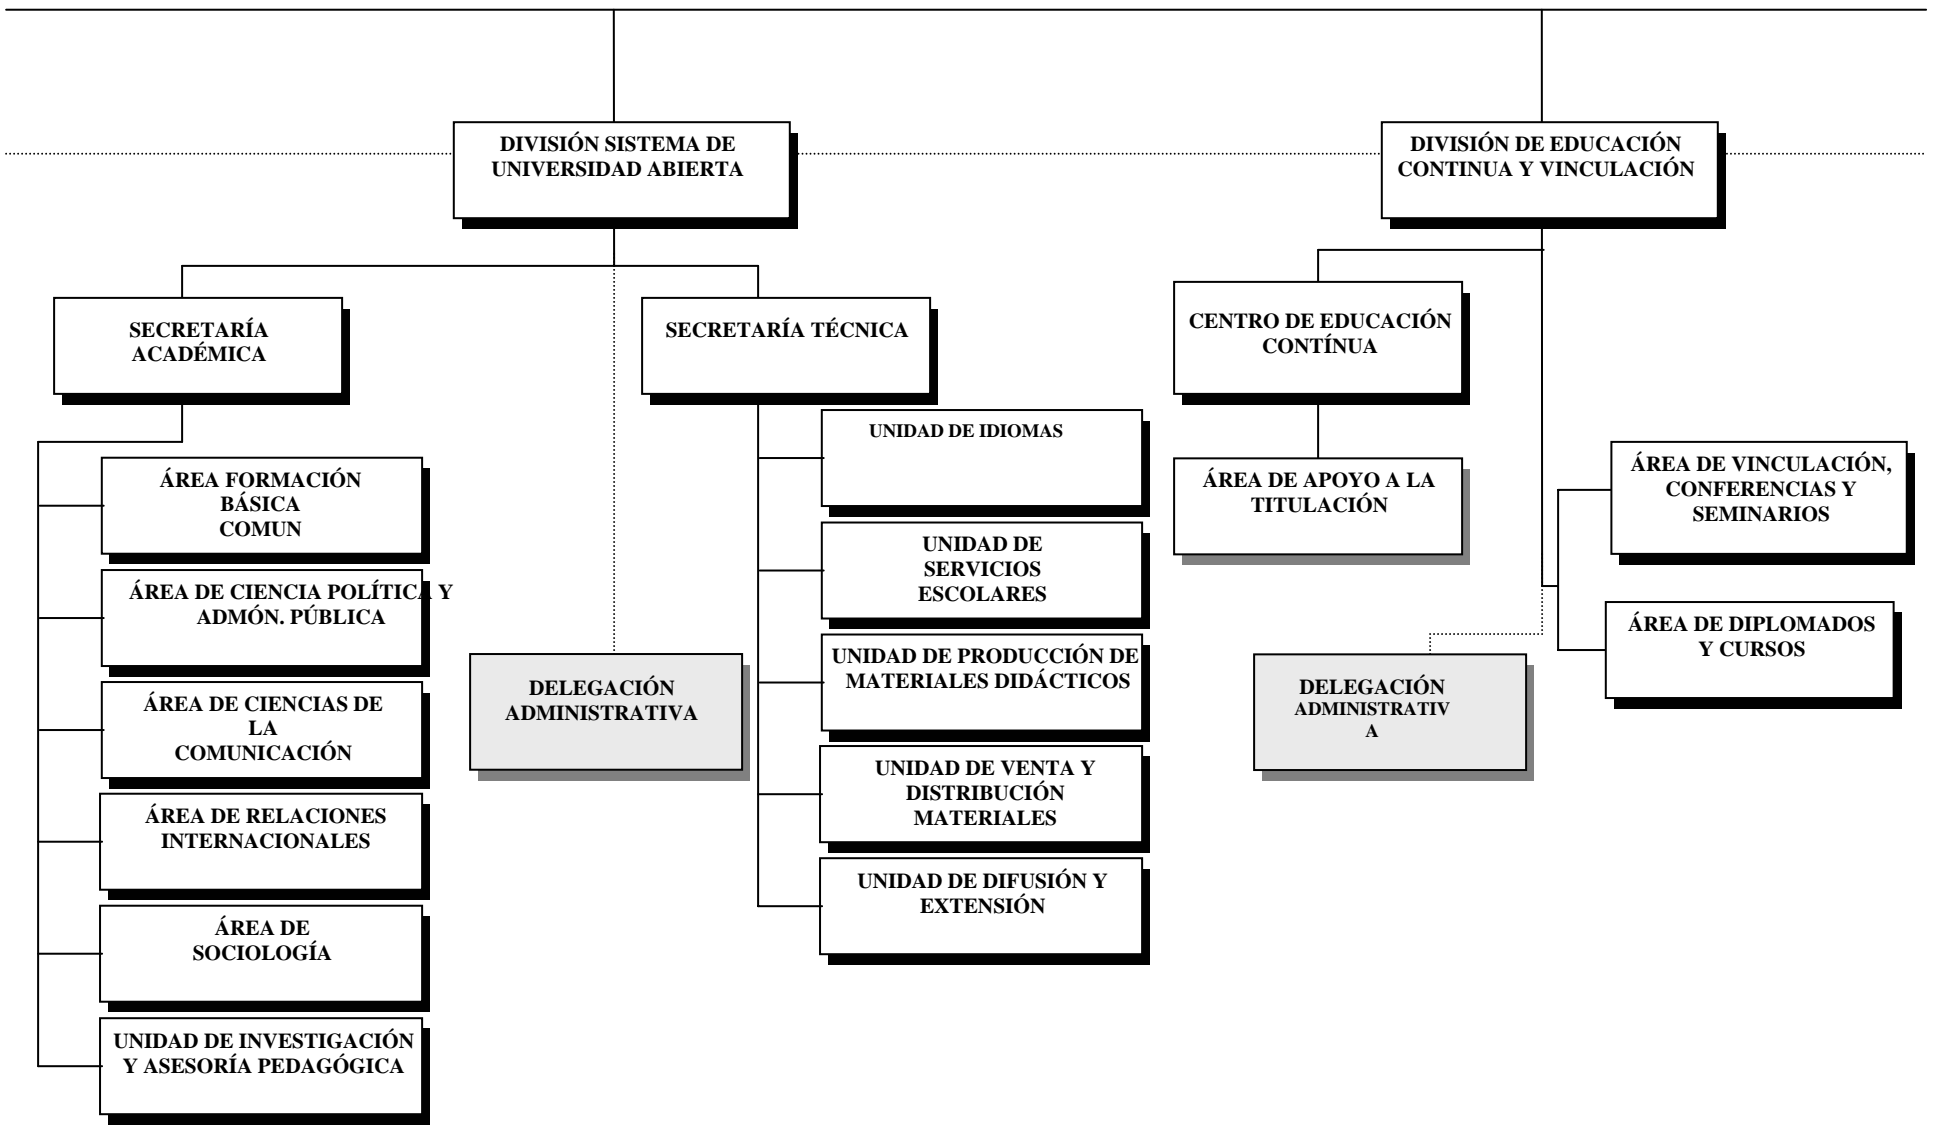 DIVISIÓN SISTEMA DE
UNIVERSIDAD ABIERTA
DIVISIÓN DE EDUCACIÓN
CONTINUA Y VINCULACIÓN
SECRETARÍA
ACADÉMICA
SECRETARÍA TÉCNICA
CENTRO DE EDUCACIÓN
CONTÍNUA
ÁREA FORMACIÓN
BÁSICA
COMUN
ÁREA DE CIENCIA POLÍTICA Y
ADMÓN. PÚBLICA
ÁREA DE CIENCIAS DE
LA
COMUNICACIÓN
ÁREA DE RELACIONES
INTERNACIONALES
ÁREA DE
SOCIOLOGÍA
UNIDAD DE INVESTIGACIÓN
Y ASESORÍA PEDAGÓGICA
DELEGACIÓN
ADMINISTRATIVA
UNIDAD DE IDIOMAS
UNIDAD DE
SERVICIOS
ESCOLARES
UNIDAD DE PRODUCCIÓN DE
MATERIALES DIDÁCTICOS
UNIDAD DE VENTA Y
DISTRIBUCIÓN
MATERIALES
UNIDAD DE DIFUSIÓN Y
EXTENSIÓN
ÁREA DE APOYO A LA
TITULACIÓN
DELEGACIÓN
ADMINISTRATIV
A
ÁREA DE VINCULACIÓN,
CONFERENCIAS Y
SEMINARIOS
ÁREA DE DIPLOMADOS
Y CURSOS